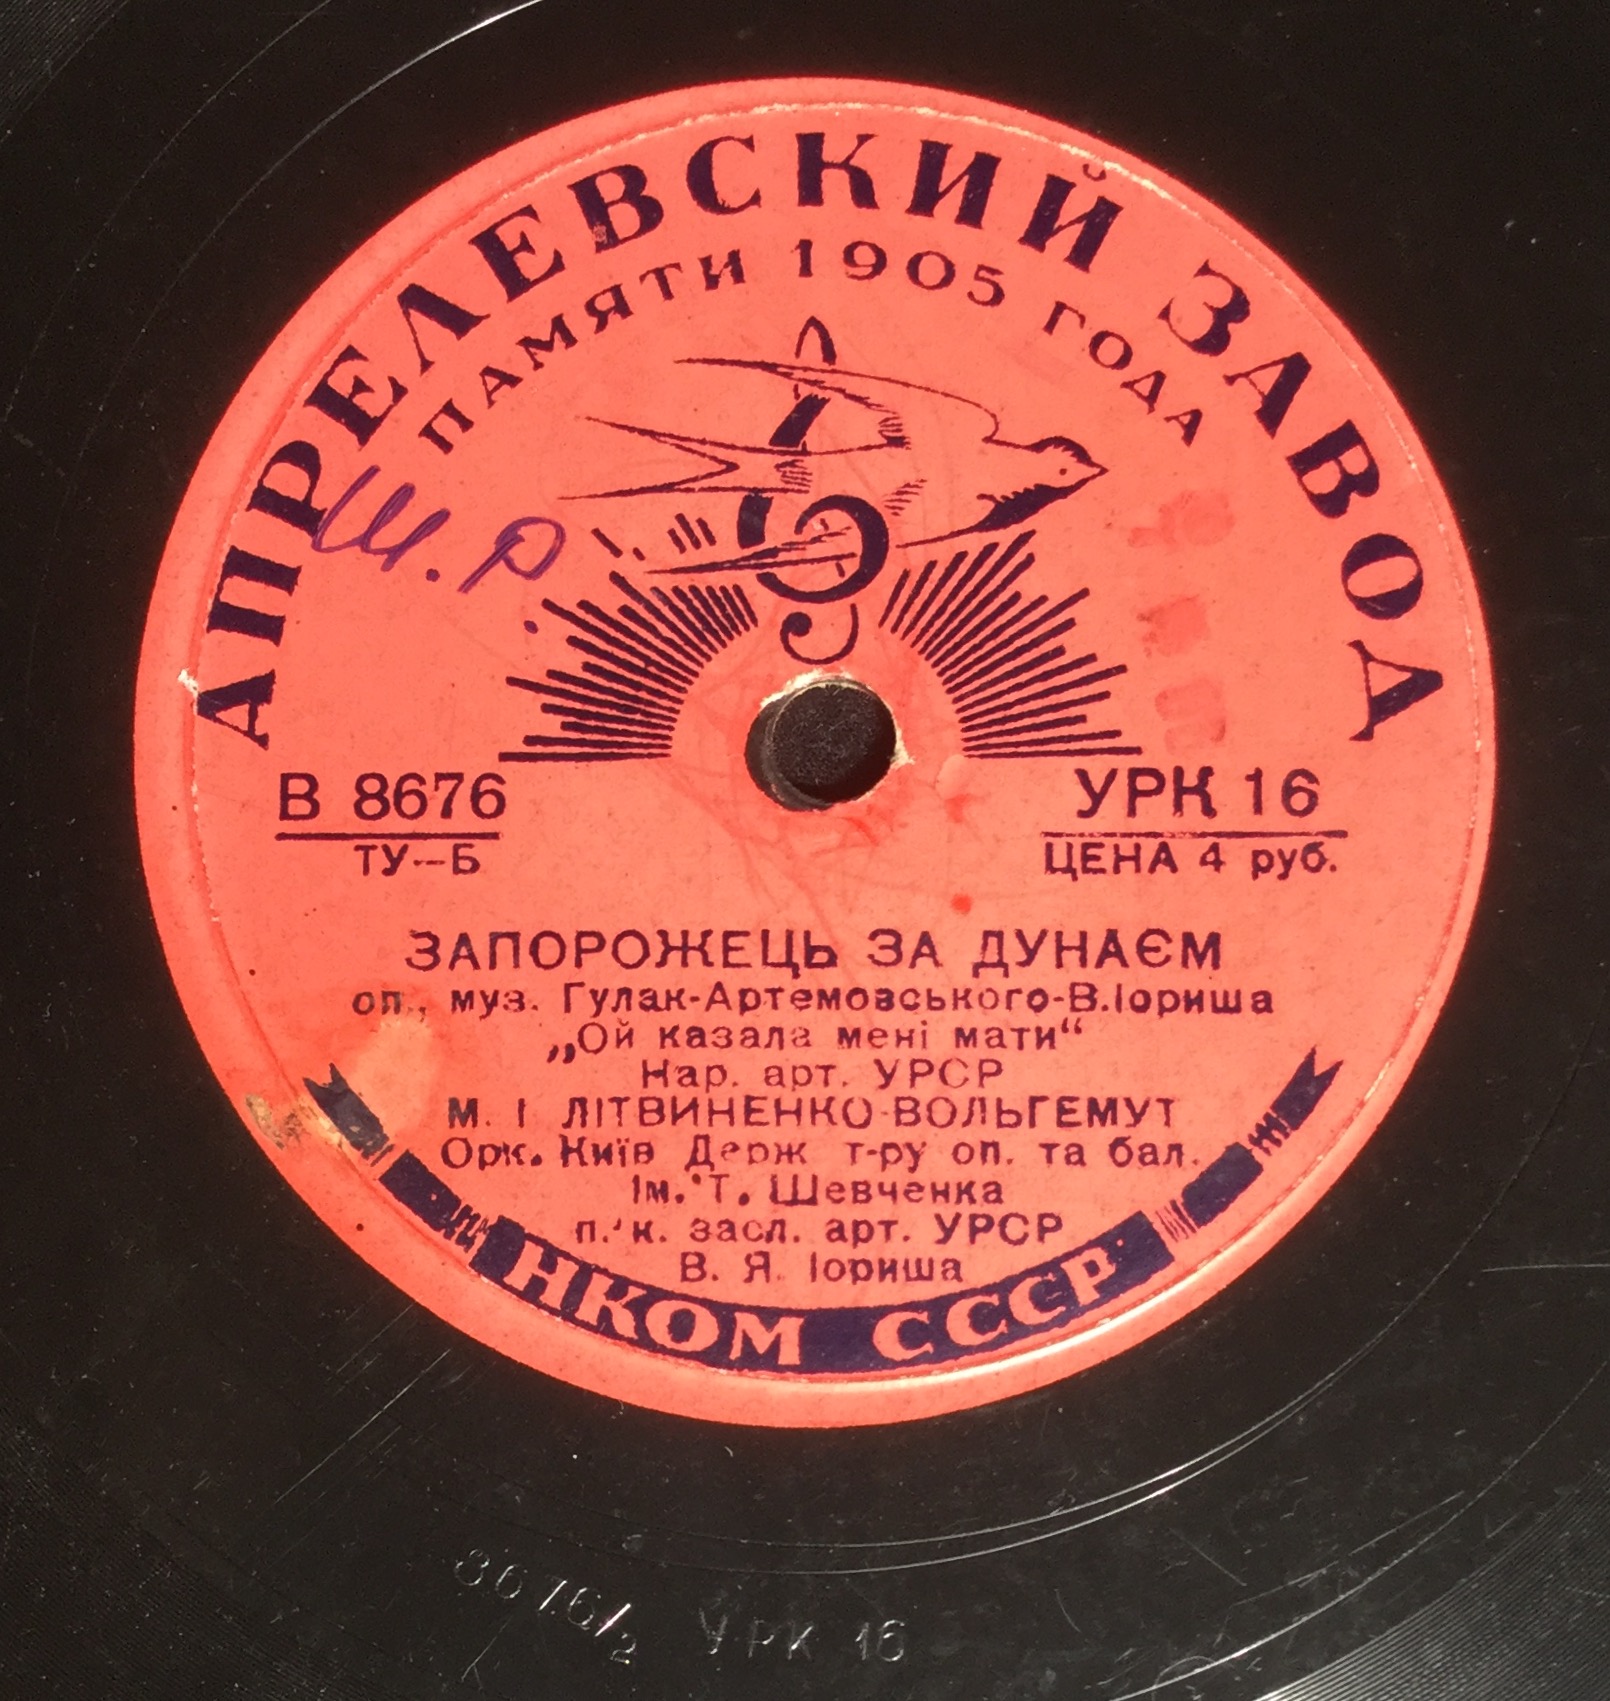 АПРЕЛЕВСКИЙ ЗАВОД
ПАМЯТИ 1905 ГОДА
Ш. Р.
В 8676
ТУ–Б
УРК 16
ЦЕНА 4 руб.
ЗАПОРОЖЕЦЬ ЗА ДУНАЄМ
оп., муз. Гулак-Артемовського-В.Іориша
„Ой казала мені мати“
Нар. арт. УРСР
М. І ЛІТВИНЕНКО-ВОЛЬГЕМУТ
Орк. Київ Держ т-ру оп. та бал.
Ім. Т. Шевченка
п. к. засл. арт. УРСР
В. Я. Іориша
НКОМ СССР
8676/2 УРК 16